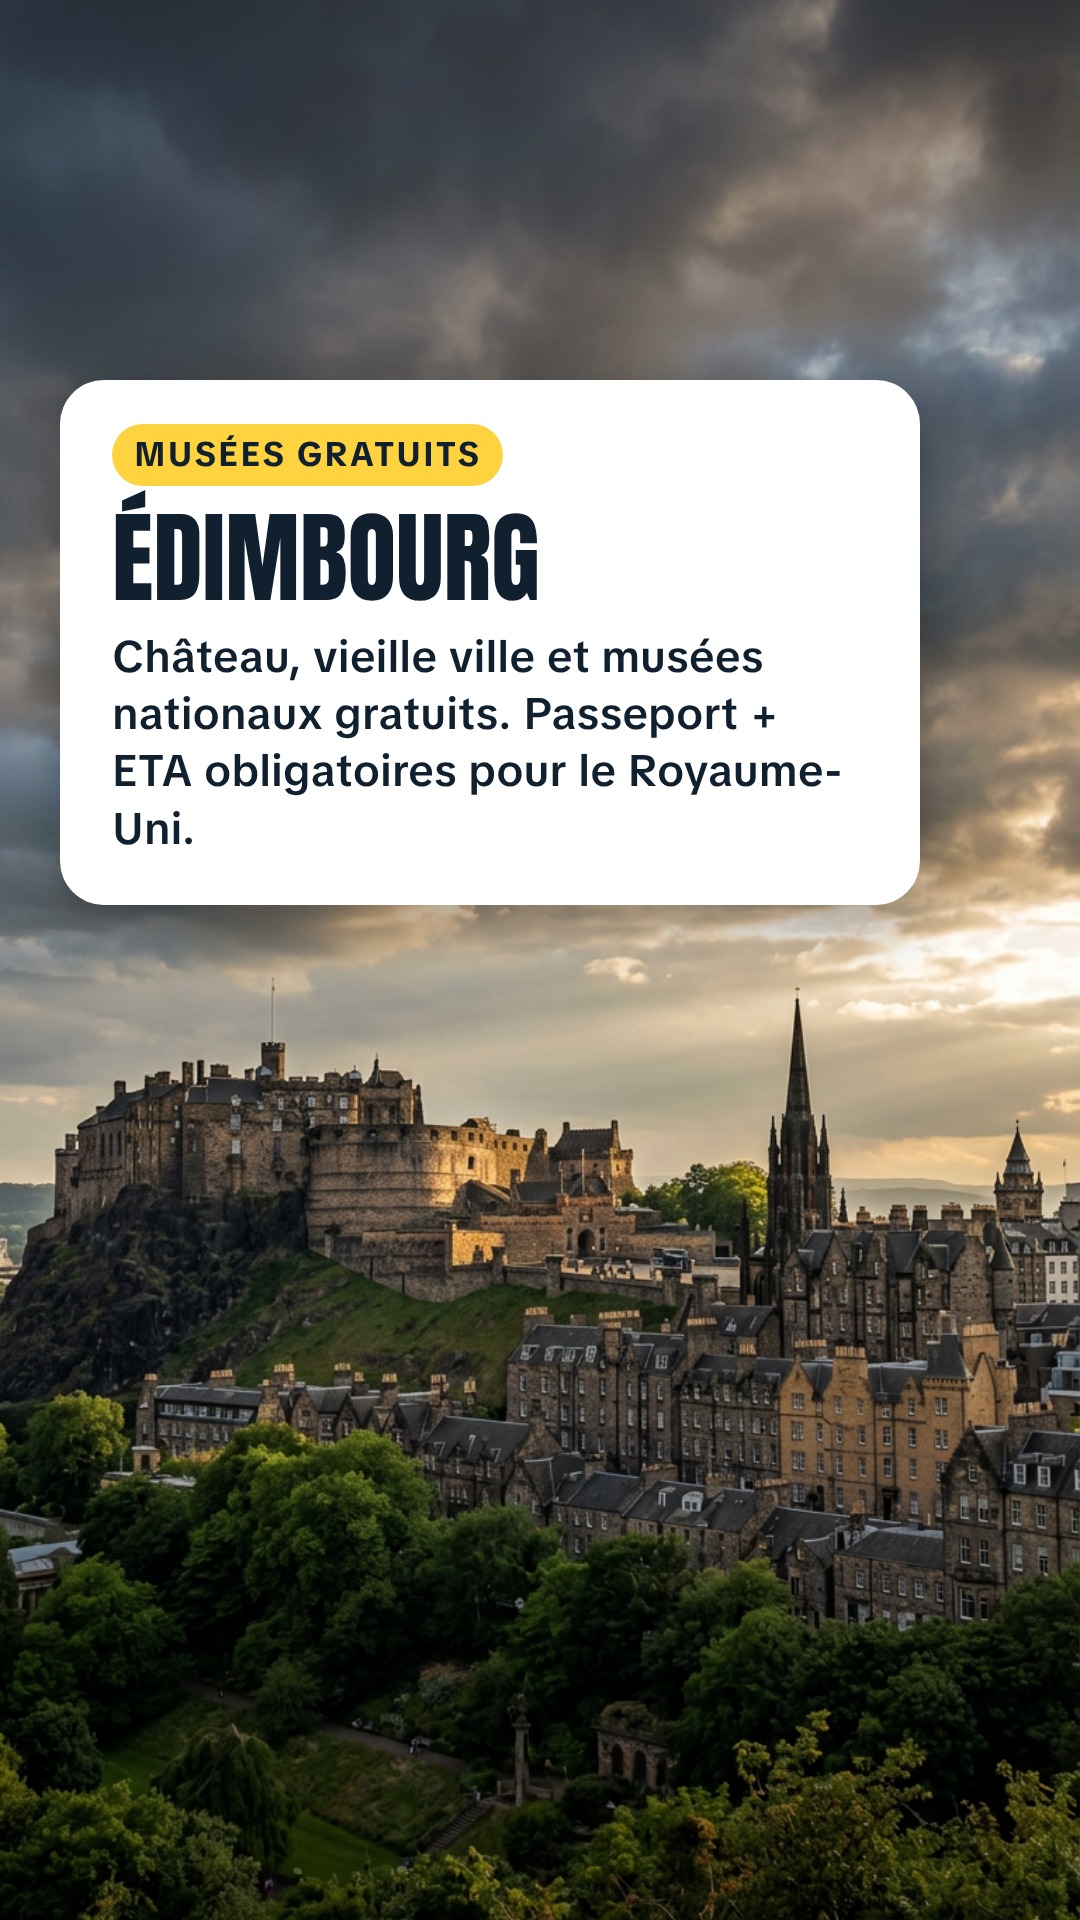 MUSÉES GRATUITS
ÉDIMBOURG
Château, vieille ville et musées
nationaux gratuits. Passeport +
ETA obligatoires pour le Royaume-
Uni.